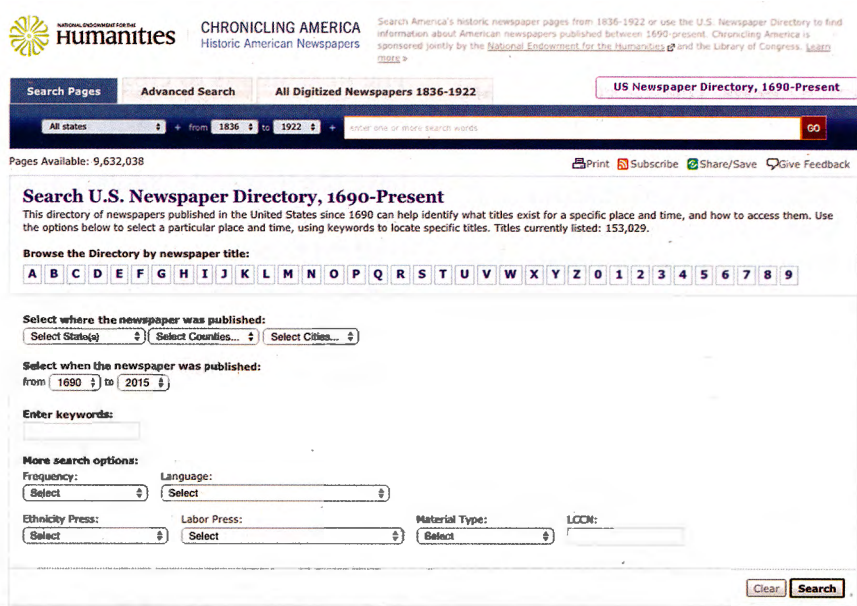 NATIONAL ENDOWMENT FOR THE
Humanities
CHRONICLING AMERICA
Historic American Newspapers
Search America's historic newspaper pages from 1836-1922 or use the U.S. Newspaper Directory to find
information about American newspapers published between 1690-present. Chronicling America is
sponsored jointly by the National Endowment for the Humanities and the Library of Congress. Learn
more >
Search Pages
Advanced Search
All Digitized Newspapers 1836-1922
US Newspaper Directory, 1690-Present
All states + from 1836 to 1922 + enter one or more search words GO
Pages Available: 9,632,038
Print Subscribe Share/Save Give Feedback
Search U.S. Newspaper Directory, 1690-Present
This directory of newspapers published in the United States since 1690 can help identify what titles exist for a specific place and time, and how to access them. Use
the options below to select a particular place and time, using keywords to locate specific titles. Titles currently listed: 153,029.
Browse the Directory by newspaper title:
A B C D E F G H I J K L M N O P Q R S T U V W X Y Z 0 1 2 3 4 5 6 7 8 9
Select where the newspaper was published:
Select State(s) Select Counties... Select Cities...
Select when the newspaper was published:
from 1690 to 2015
Enter keywords:
More search options:
Frequency: Language:
Select Select
Ethnicity Press: Labor Press: Material Type: LCCN:
Select Select Select
Clear Search